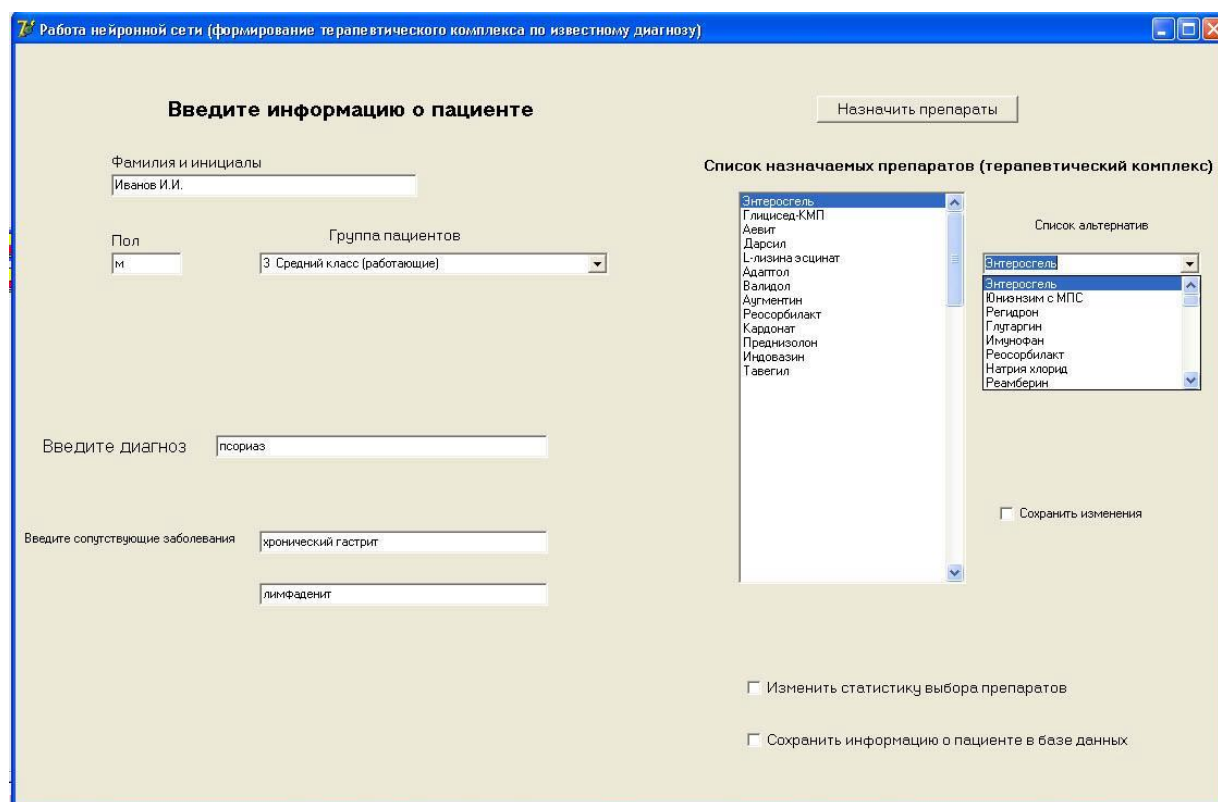 Работа нейронной сети (формирование терапевтического комплекса по известному диагнозу)
Введите информацию о пациенте
Фамилия и инициалы
Иванов И.И.
Пол
Группа пациентов
м
3 Средний класс (работающие)
Введите диагноз
псориаз
Введите сопутствующие заболевания
хронический гастрит
лимфаденит
Назначить препараты
Список назначаемых препаратов (терапевтический комплекс)
Энтеросгель
Глицисед-КМП
Аевит
Дарсил
L-лизина эсцинат
Адаптол
Валидол
Аугментин
Реосорбилакт
Кардонат
Преднизолон
Индовазин
Тавегил
Список альтернатив
Энтеросгель
Энтеросгель
Юниэнзим с МПС
Регидрон
Глутаргин
Имунофан
Реосорбилакт
Натрия хлорид
Реамберин
Сохранить изменения
Изменить статистику выбора препаратов
Сохранить информацию о пациенте в базе данных